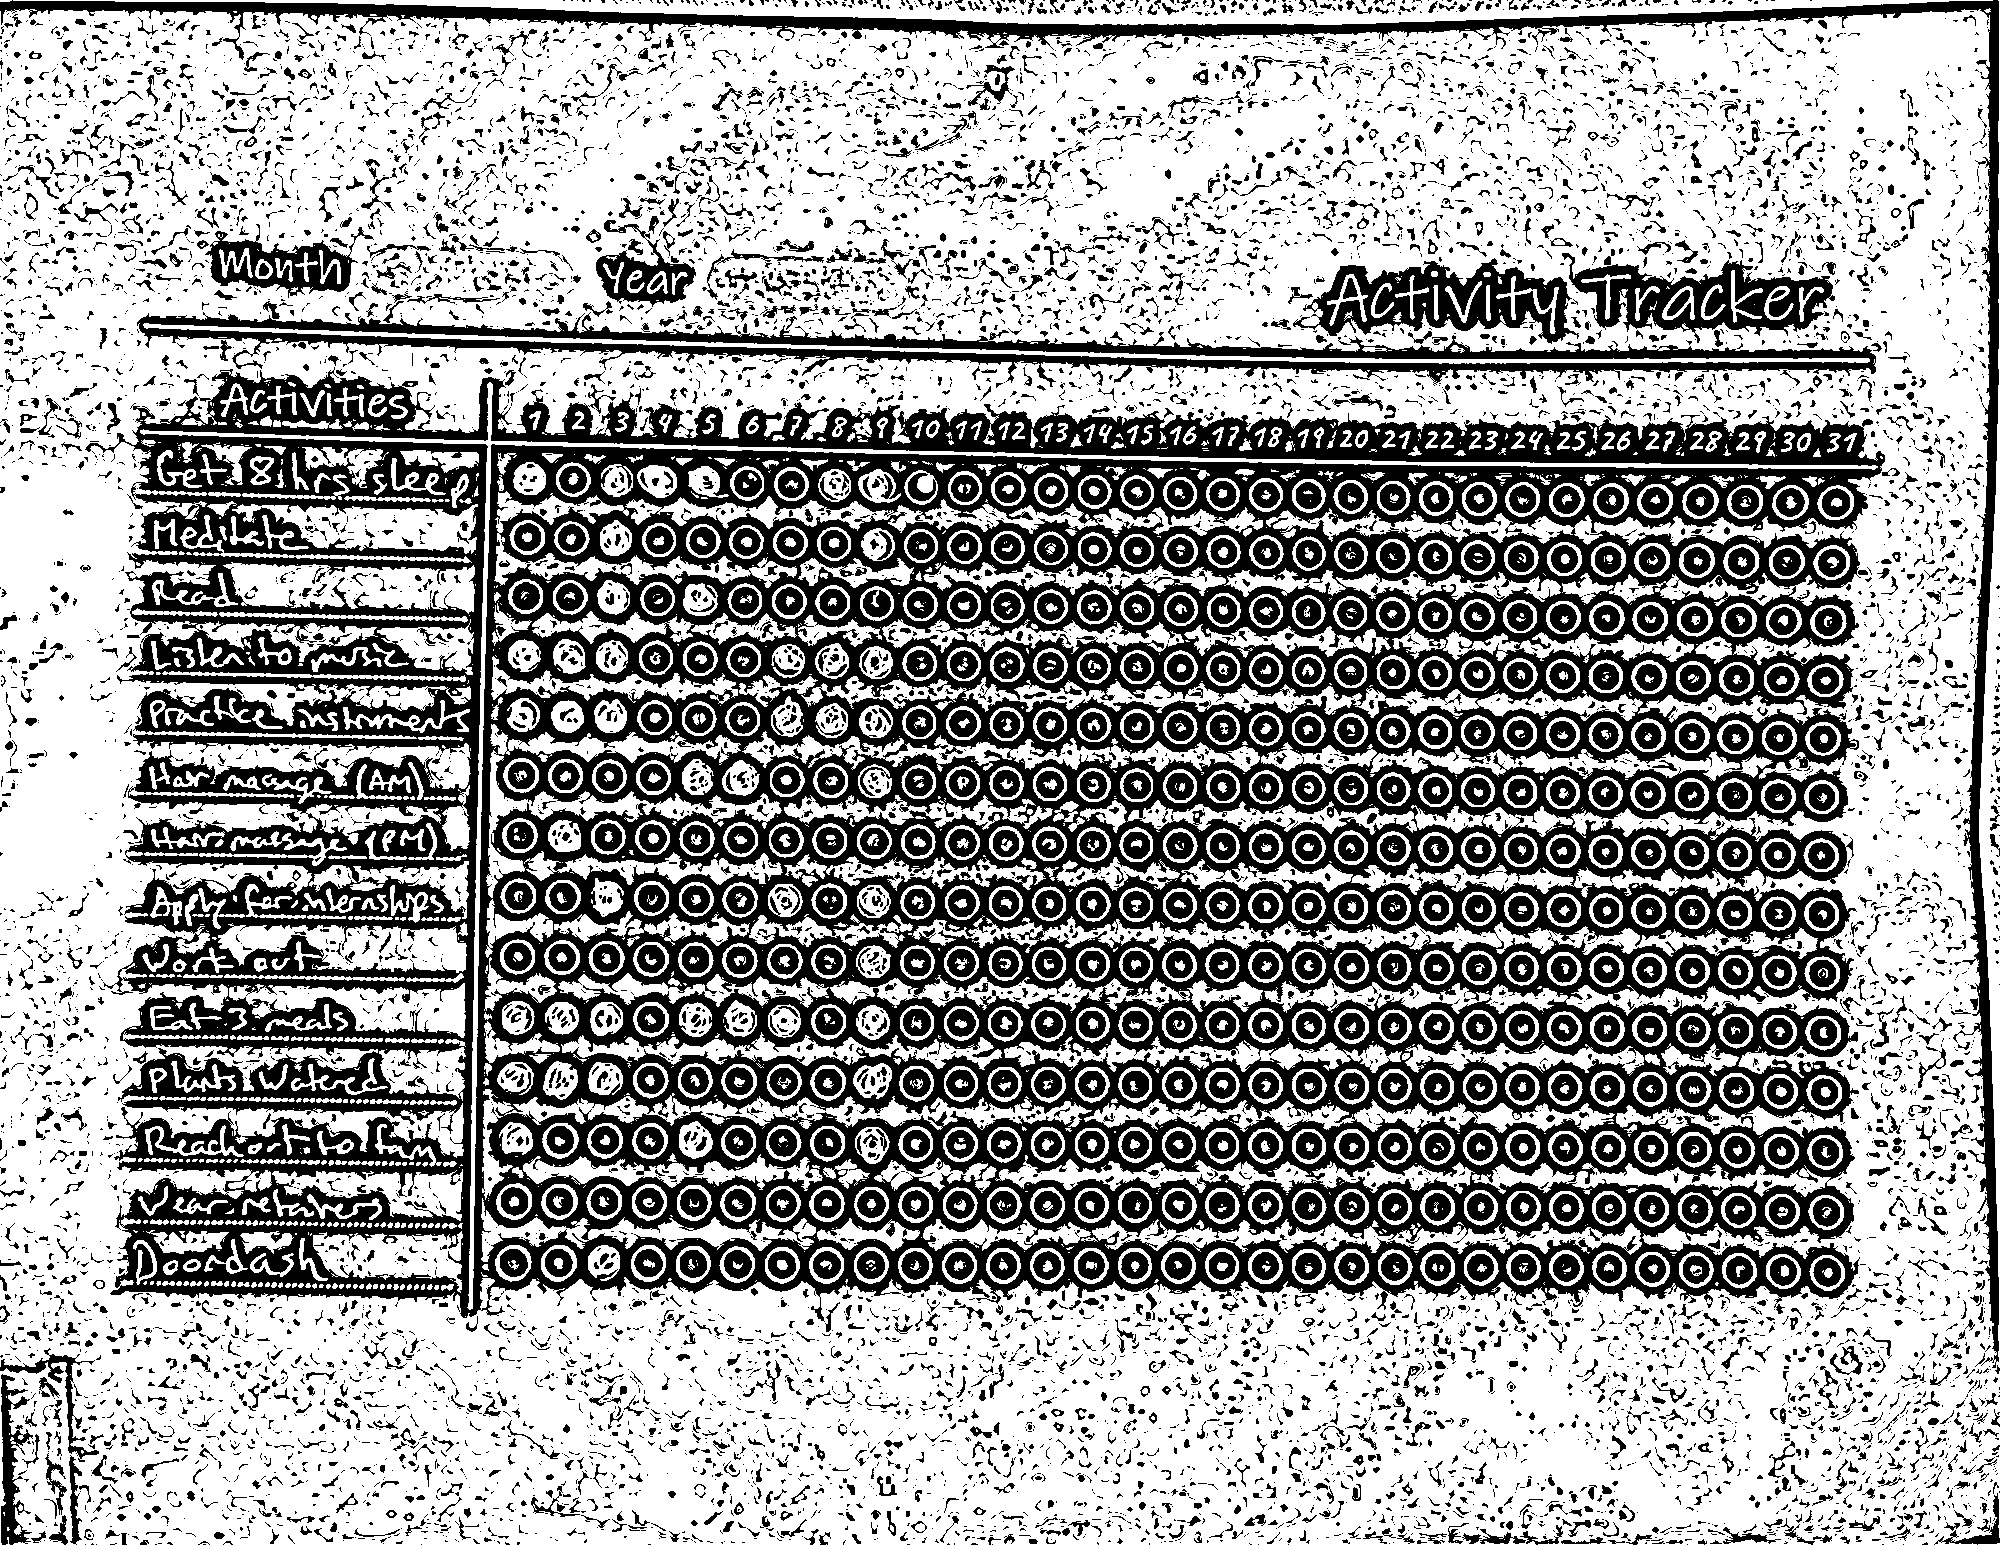 Month Year Activity Tracker
Activities 1 2 3 4 5 6 7 8 9 10 11 12 13 14 15 16 17 18 19 20 21 22 23 24 25 26 27 28 29 30 31
Get 8 hrs sleep
Meditate
Read
Listen to music
Practice instruments
Hair massage (AM)
Hair massage (PM)
Apply for internships
Work out
Eat 3 meals
Plants Watered
Reach out to fam
Wear retainers
Doordash